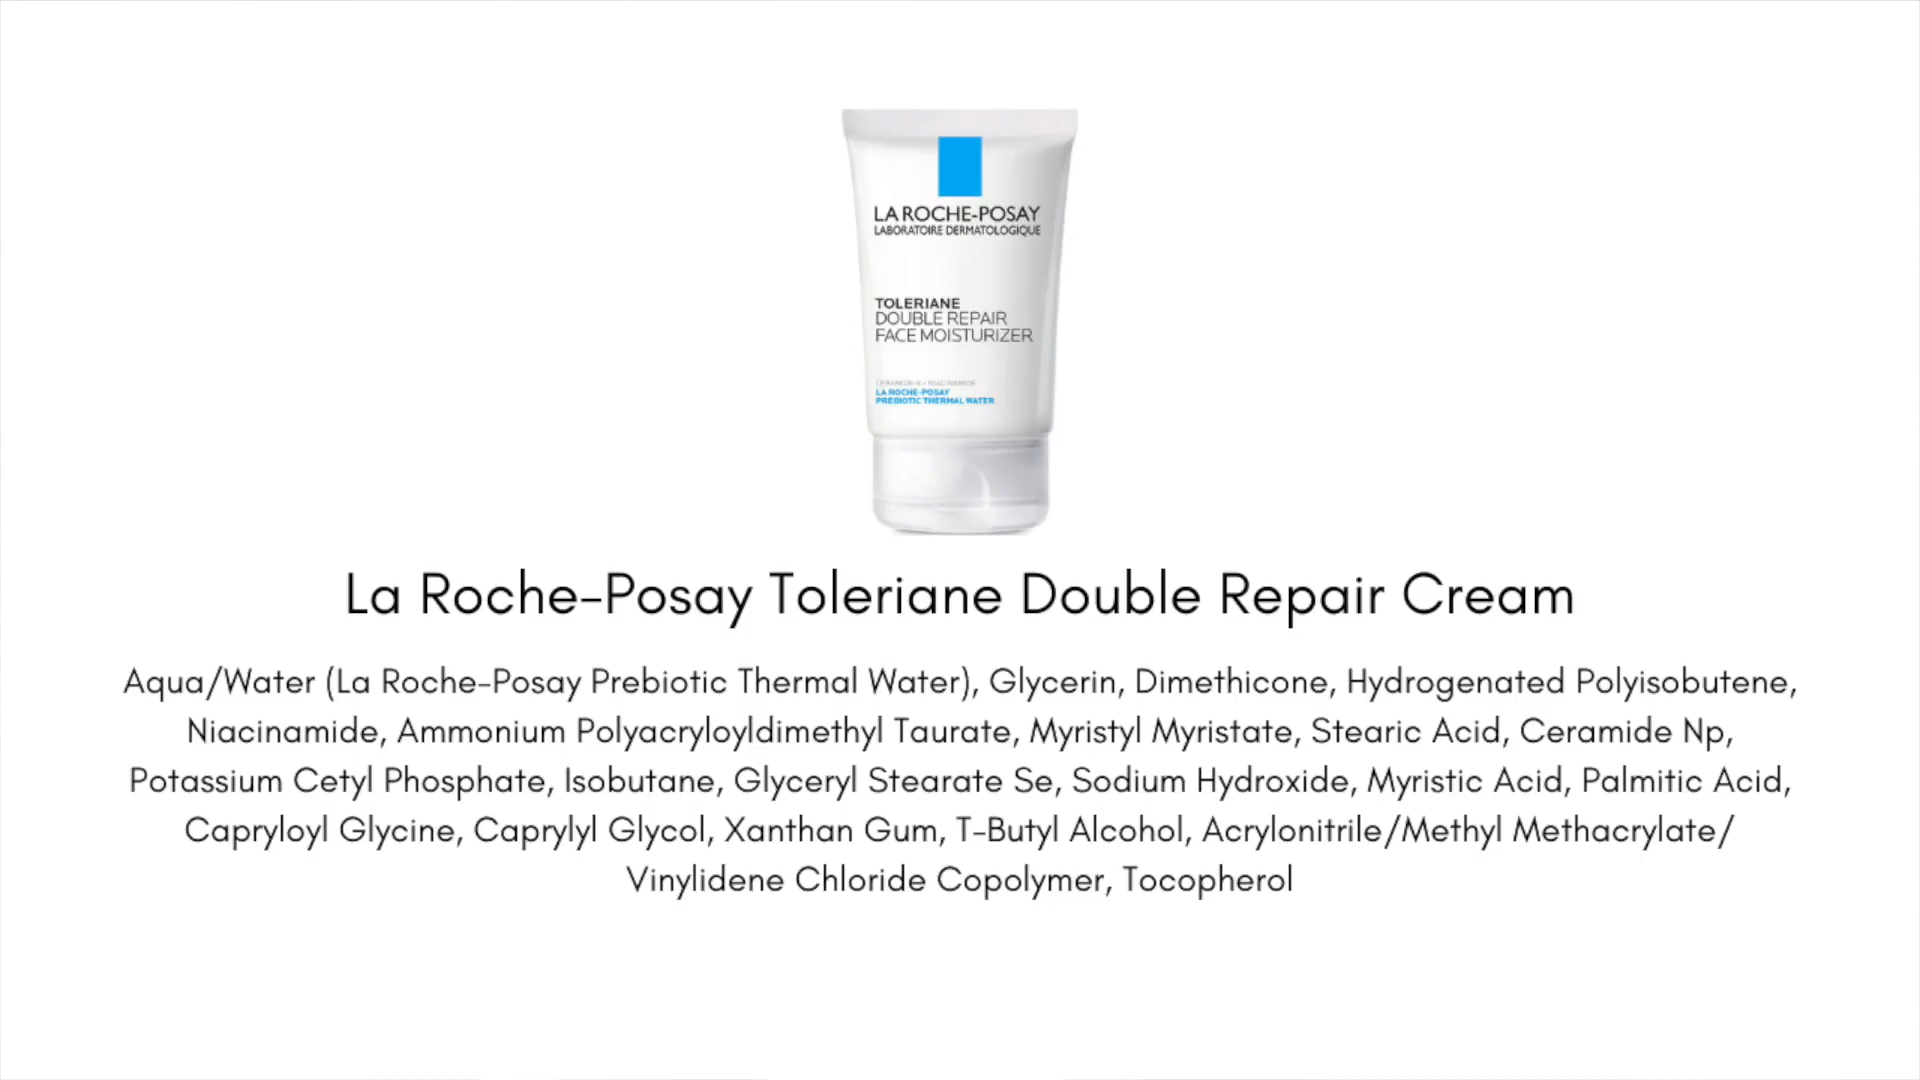 LA ROCHE-POSAY
LABORATOIRE DERMATOLOGIQUE
TOLERIANE
DOUBLE REPAIR
FACE MOISTURIZER
CERAMIDE-3 + NIACINAMIDE
LA ROCHE-POSAY
PREBIOTIC THERMAL WATER
La Roche-Posay Toleriane Double Repair Cream
Aqua/Water (La Roche-Posay Prebiotic Thermal Water), Glycerin, Dimethicone, Hydrogenated Polyisobutene,
Niacinamide, Ammonium Polyacryloyldimethyl Taurate, Myristyl Myristate, Stearic Acid, Ceramide Np,
Potassium Cetyl Phosphate, Isobutane, Glyceryl Stearate Se, Sodium Hydroxide, Myristic Acid, Palmitic Acid,
Capryloyl Glycine, Caprylyl Glycol, Xanthan Gum, T-Butyl Alcohol, Acrylonitrile/Methyl Methacrylate/
Vinylidene Chloride Copolymer, Tocopherol